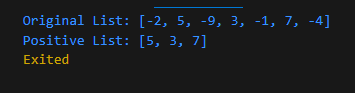 Original List: [-2, 5, -9, 3, -1, 7, -4]
Positive List: [5, 3, 7]
Exited